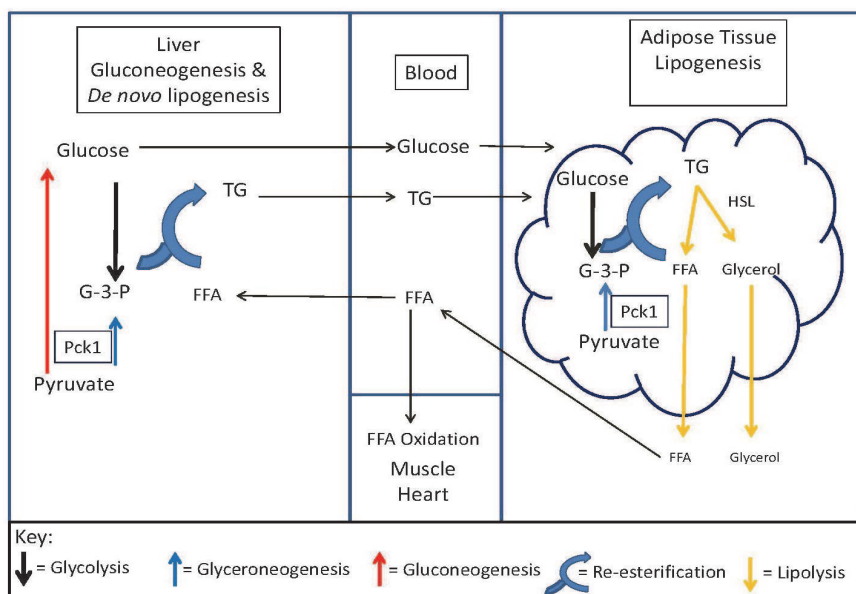 Liver
Gluconeogenesis &
De novo lipogenesis
Blood
Adipose Tissue
Lipogenesis
Glucose
TG
G-3-P
FFA
Pck1
Pyruvate
Glucose
TG
FFA
FFA Oxidation
Muscle
Heart
TG
Glucose
HSL
G-3-P
FFA
Glycerol
Pck1
Pyruvate
FFA
Glycerol
Key:
= Glycolysis
= Glyceroneogenesis
= Gluconeogenesis
= Re-esterification
= Lipolysis